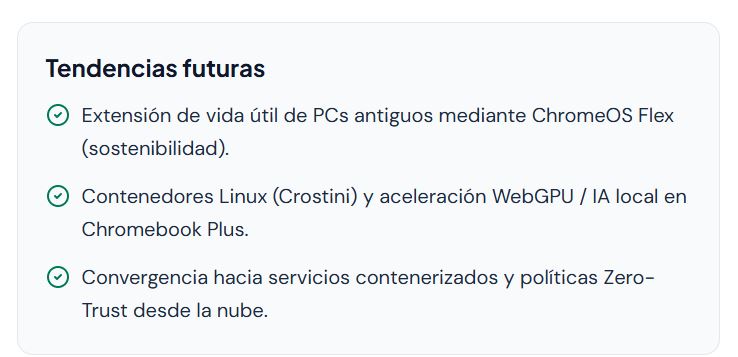 Tendencias futuras
Extensión de vida útil de PCs antiguos mediante ChromeOS Flex
(sostenibilidad).
Contenedores Linux (Crostini) y aceleración WebGPU / IA local en
Chromebook Plus.
Convergencia hacia servicios contenerizados y políticas Zero-
Trust desde la nube.